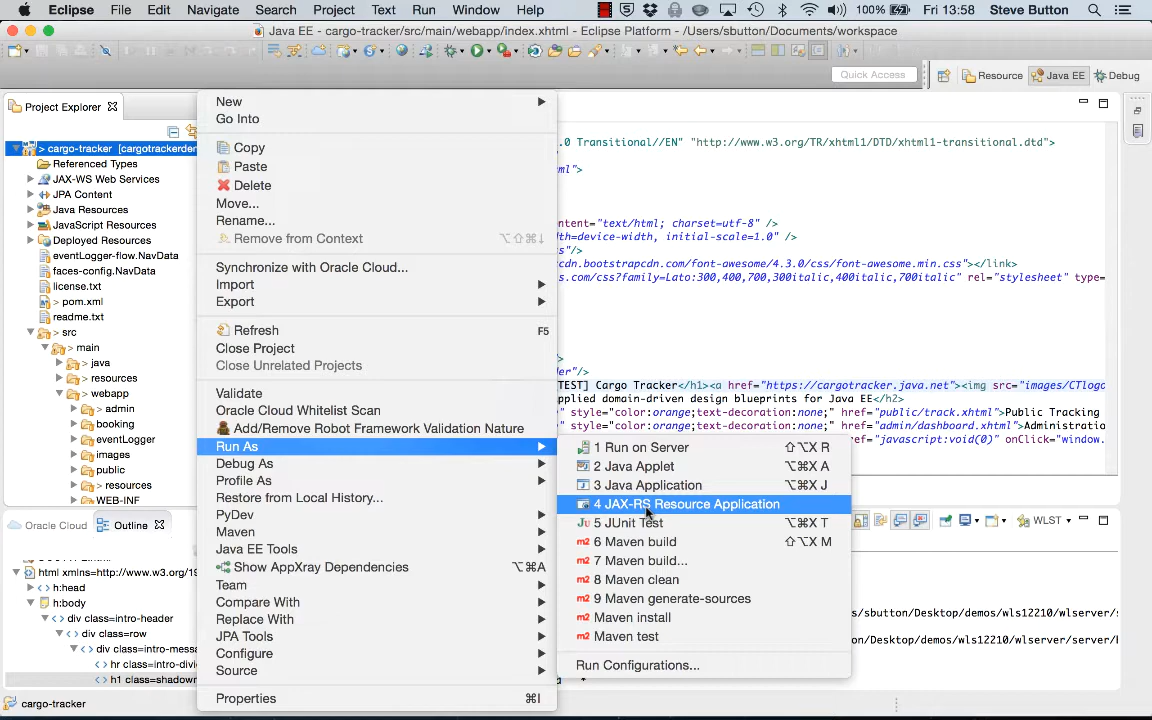 Eclipse File Edit Navigate Search Project Text Run Window Help 100% Fri 13:58 Steve Button
Java EE - cargo-tracker/src/main/webapp/index.xhtml - Eclipse Platform - /Users/sbutton/Documents/workspace
Quick Access Resource Java EE Debug
Project Explorer
> cargo-tracker [cargotrackerder
Referenced Types
JAX-WS Web Services
JPA Content
Java Resources
JavaScript Resources
Deployed Resources
eventLogger-flow.NavData
faces-config.NavData
license.txt
> pom.xml
readme.txt
> src
> main
> java
> resources
> webapp
> admin
> booking
> eventLogger
> images
> public
> resources
> WEB-INF
Oracle Cloud Outline
html xmlns=http://www.w3.org/19
h:head
h:body
div class=intro-header
div class=row
div class=intro-messa
hr class=intro-divi
h1 class=shadow
cargo-tracker
New
Go Into
Copy
Paste
Delete
Move...
Rename...
Remove from Context ⌥⇧⌘↓
Synchronize with Oracle Cloud...
Import
Export
Refresh F5
Close Project
Close Unrelated Projects
Validate
Oracle Cloud Whitelist Scan
Add/Remove Robot Framework Validation Nature
Run As
Debug As
Profile As
Restore from Local History...
PyDev
Maven
Java EE Tools
Show AppXray Dependencies ⌥⌘A
Team
Compare With
Replace With
JPA Tools
Configure
Source
Properties ⌘I
1 Run on Server ⇧⌥X R
2 Java Applet ⌥⌘X A
3 Java Application ⌥⌘X J
4 JAX-RS Resource Application
5 JUnit Test ⌥⌘X T
6 Maven build ⇧⌥X M
7 Maven build...
8 Maven clean
9 Maven generate-sources
Maven install
Maven test
Run Configurations...
.0 Transitional//EN" "http://www.w3.org/TR/xhtml1/DTD/xhtml1-transitional.dtd">
ml">
ontent="text/html; charset=utf-8" />
th=device-width, initial-scale=1.0" />
s"/>
cdn.bootstrapcdn.com/font-awesome/4.3.0/css/font-awesome.min.css"></link>
s.com/css?family=Lato:300,400,700,300italic,400italic,700italic" rel="stylesheet" type=
/>
der"/>
TEST] Cargo Tracker</h1><a href="https://cargotracker.java.net"><img src="images/CTlogo
pplied domain-driven design blueprints for Java EE</h2>
" style="color:orange;text-decoration:none;" href="public/track.xhtml">Public Tracking
" style="color:orange;text-decoration:none;" href="admin/dashboard.xhtml">Administratio
href="javascript:void(0)" onClick="window.
WLST
s/sbutton/Desktop/demos/wls12210/wlserver/s
n/Desktop/demos/wls12210/wlserver/server/b